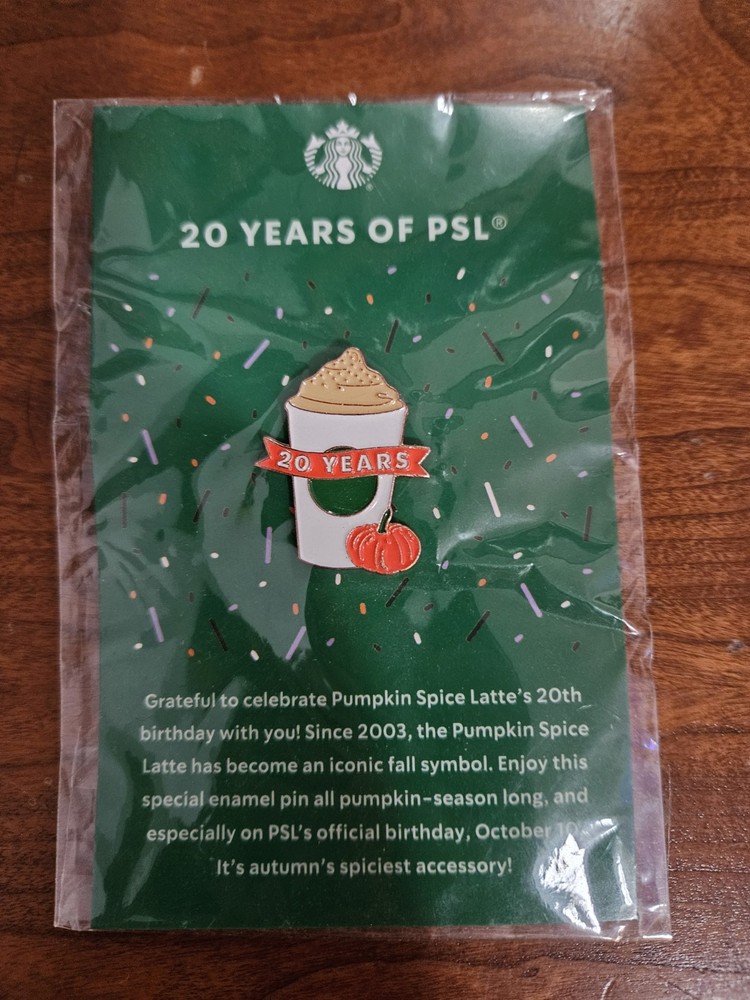 20 YEARS OF PSL®
20 YEARS
Grateful to celebrate Pumpkin Spice Latte's 20th
birthday with you! Since 2003, the Pumpkin Spice
Latte has become an iconic fall symbol. Enjoy this
special enamel pin all pumpkin-season long, and
especially on PSL's official birthday, October
It's autumn's spiciest accessory!